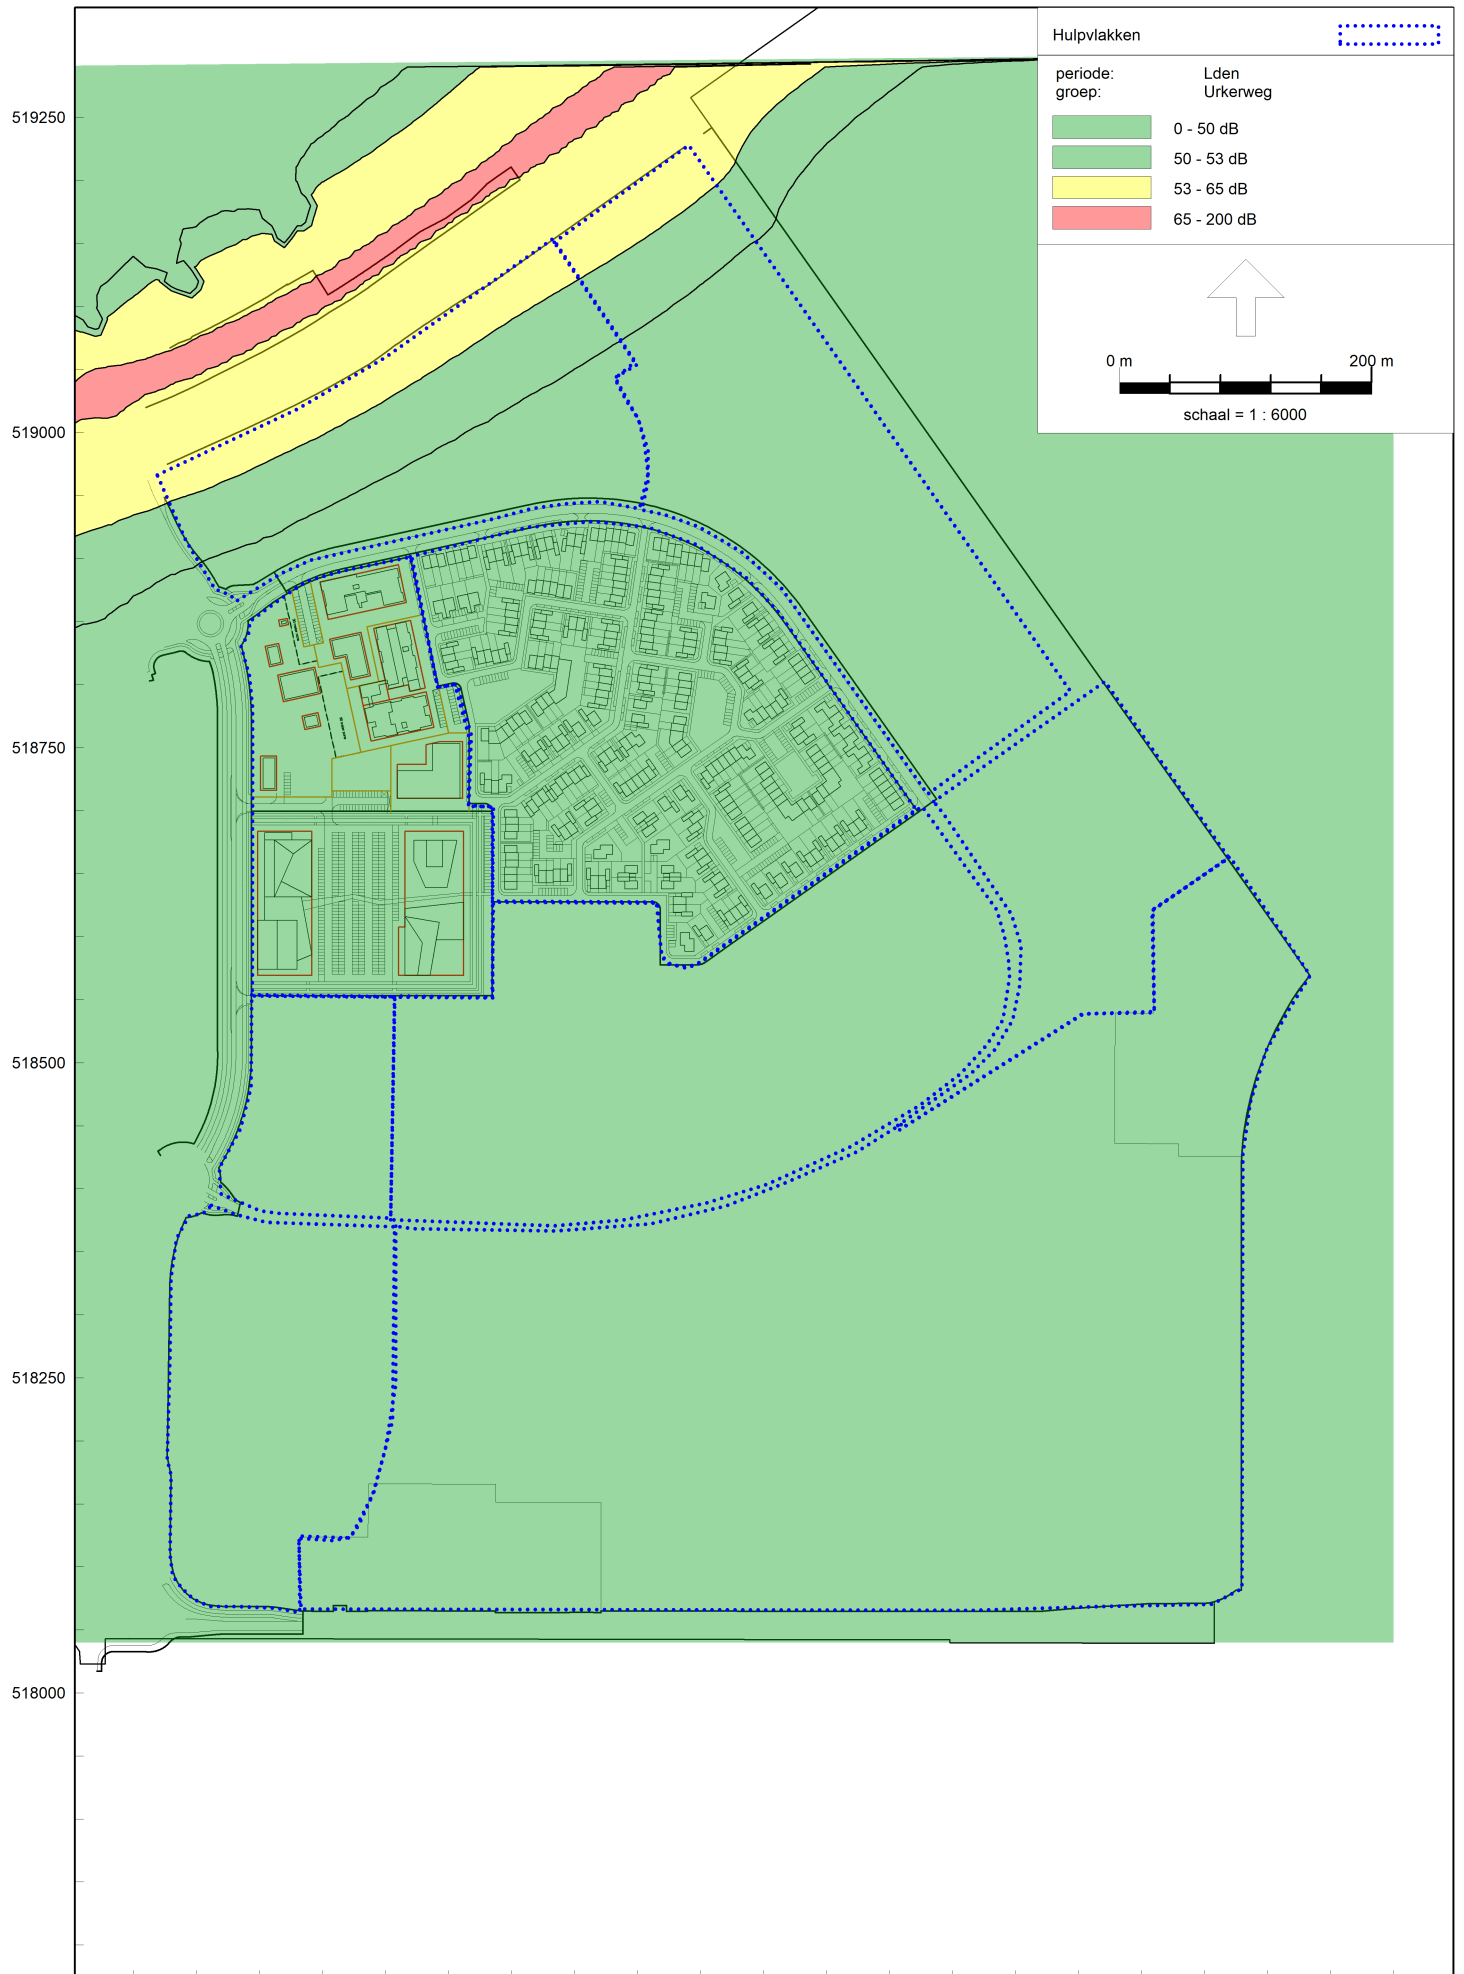 Hulpvlakken
periode: Lden
groep: Urkerweg
0 - 50 dB
50 - 53 dB
53 - 65 dB
65 - 200 dB
0 m 200 m
schaal = 1 : 6000
519250
519000
518750
518500
518250
518000